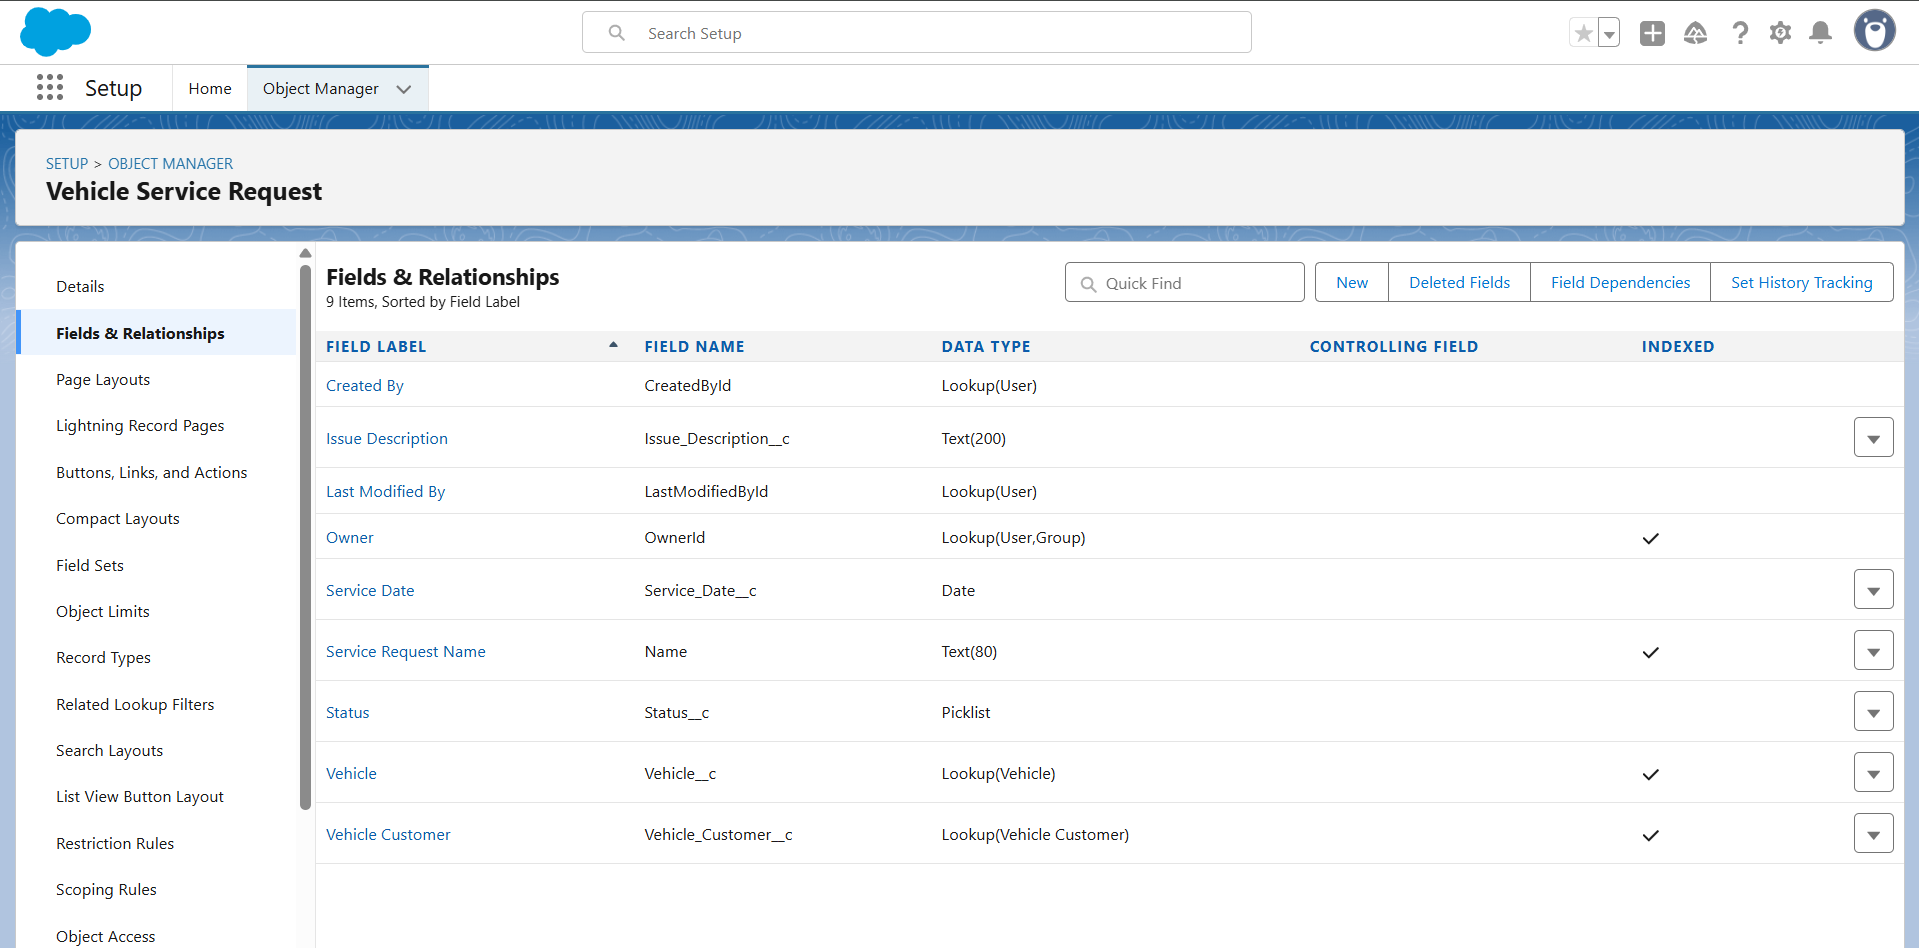 Search Setup
Setup
Home
Object Manager
SETUP > OBJECT MANAGER
Vehicle Service Request
Details
Fields & Relationships
Page Layouts
Lightning Record Pages
Buttons, Links, and Actions
Compact Layouts
Field Sets
Object Limits
Record Types
Related Lookup Filters
Search Layouts
List View Button Layout
Restriction Rules
Scoping Rules
Object Access
Fields & Relationships
9 Items, Sorted by Field Label
Quick Find
New
Deleted Fields
Field Dependencies
Set History Tracking
FIELD LABEL FIELD NAME DATA TYPE CONTROLLING FIELD INDEXED
Created By CreatedById Lookup(User)
Issue Description Issue_Description__c Text(200)
Last Modified By LastModifiedById Lookup(User)
Owner OwnerId Lookup(User,Group)
Service Date Service_Date__c Date
Service Request Name Name Text(80)
Status Status__c Picklist
Vehicle Vehicle__c Lookup(Vehicle)
Vehicle Customer Vehicle_Customer__c Lookup(Vehicle Customer)